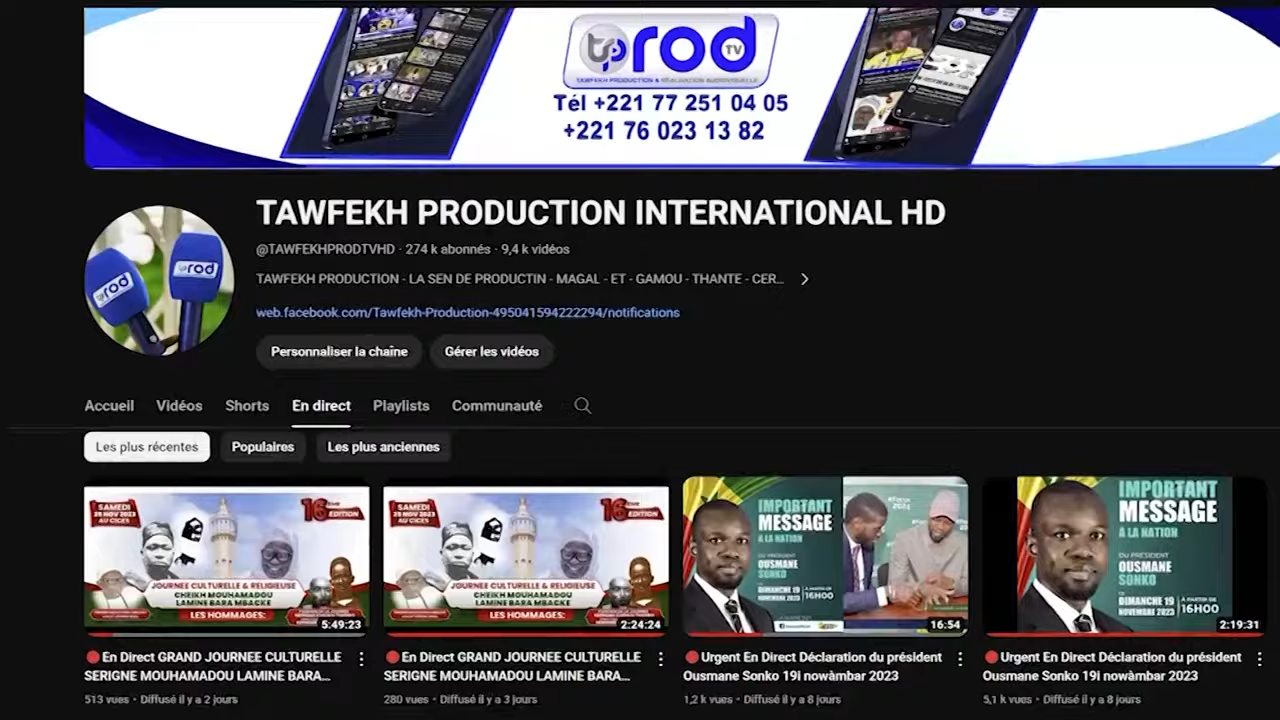 tprod TV
TAWFEKH PRODUCTION & RÉALISATION AUDIOVISUELLE
Tél +221 77 251 04 05
+221 76 023 13 82
TAWFEKH PRODUCTION INTERNATIONAL HD
@TAWFEKHPRODTVHD · 274 k abonnés · 9,4 k vidéos
TAWFEKH PRODUCTION - LA SEN DE PRODUCTIN - MAGAL - ET - GAMOU - THANTE - CER...
web.facebook.com/Tawfekh-Production-495041594222294/notifications
Personnaliser la chaîne Gérer les vidéos
Accueil Vidéos Shorts En direct Playlists Communauté
Les plus récentes Populaires Les plus anciennes
SAMEDI
25 NOV 2023
AU CICES
16ème
EDITION
JOURNEE CULTURELLE & RELIGIEUSE
CHEIKH MOUHAMADOU
LAMINE BARA MBACKE
LES HOMMAGES:
5:49:23
SAMEDI
25 NOV 2023
AU CICES
16ème
EDITION
JOURNEE CULTURELLE & RELIGIEUSE
CHEIKH MOUHAMADOU
LAMINE BARA MBACKE
LES HOMMAGES:
2:24:24
IMPORTANT
MESSAGE
A LA NATION
DU PRÉSIDENT
OUSMANE
SONKO
DIMANCHE 19
NOVEMBRE 2023
À PARTIR DE
16H00
16:54
IMPORTANT
MESSAGE
A LA NATION
DU PRÉSIDENT
OUSMANE
SONKO
DIMANCHE 19
NOVEMBRE 2023
À PARTIR DE
16H00
2:19:31
En Direct GRAND JOURNEE CULTURELLE
SERIGNE MOUHAMADOU LAMINE BARA...
513 vues · Diffusé il y a 2 jours
En Direct GRAND JOURNEE CULTURELLE
SERIGNE MOUHAMADOU LAMINE BARA...
280 vues · Diffusé il y a 3 jours
Urgent En Direct Déclaration du président
Ousmane Sonko 19i nowàmbar 2023
1,2 k vues · Diffusé il y a 8 jours
Urgent En Direct Déclaration du président
Ousmane Sonko 19i nowàmbar 2023
5,1 k vues · Diffusé il y a 8 jours